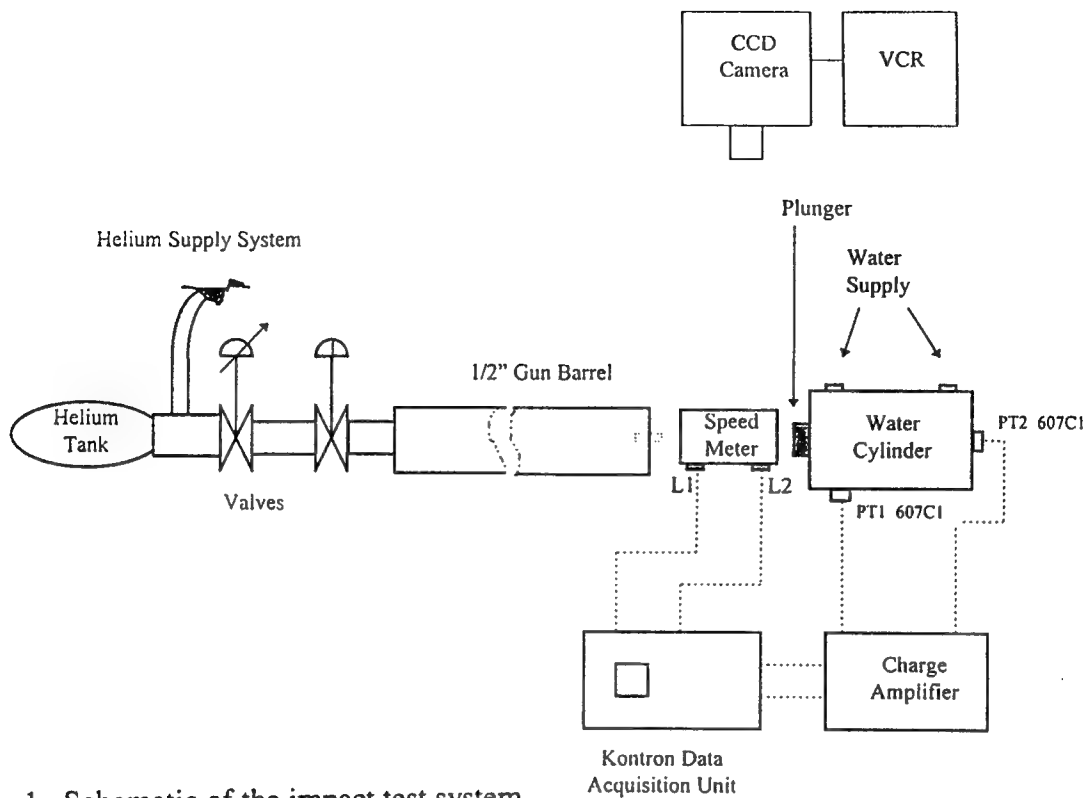 CCD
Camera
VCR
Plunger
Helium Supply System
Water
Supply
1/2" Gun Barrel
Helium
Tank
Speed
Meter
Water
Cylinder
PT2 607C1
L1
L2
PT1 607C1
Valves
Charge
Amplifier
Kontron Data
Acquisition Unit
1. Schematic of the impact test system